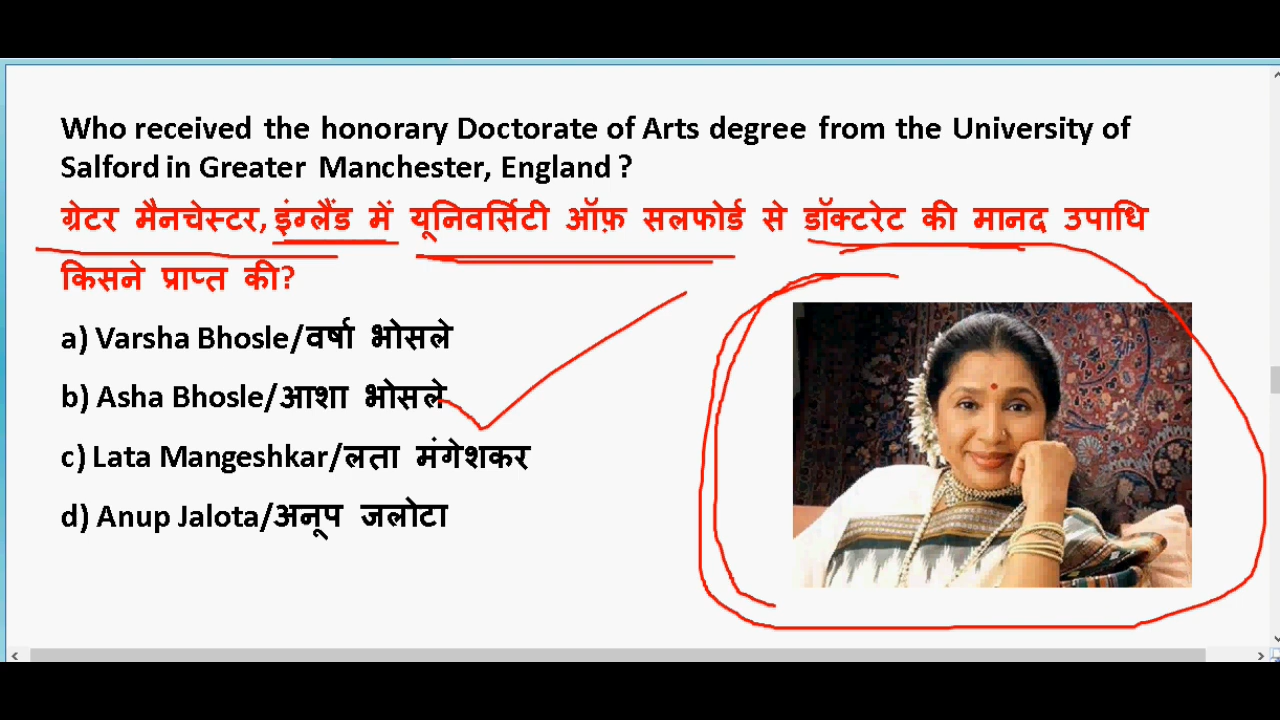 Who received the honorary Doctorate of Arts degree from the University of
Salford in Greater Manchester, England ?
ग्रेटर मैनचेस्टर, इंग्लैंड में यूनिवर्सिटी ऑफ़ सलफोर्ड से डॉक्टरेट की मानद उपाधि
किसने प्राप्त की?
a) Varsha Bhosle/वर्षा भोसले
b) Asha Bhosle/आशा भोसले
c) Lata Mangeshkar/लता मंगेशकर
d) Anup Jalota/अनूप जलोटा